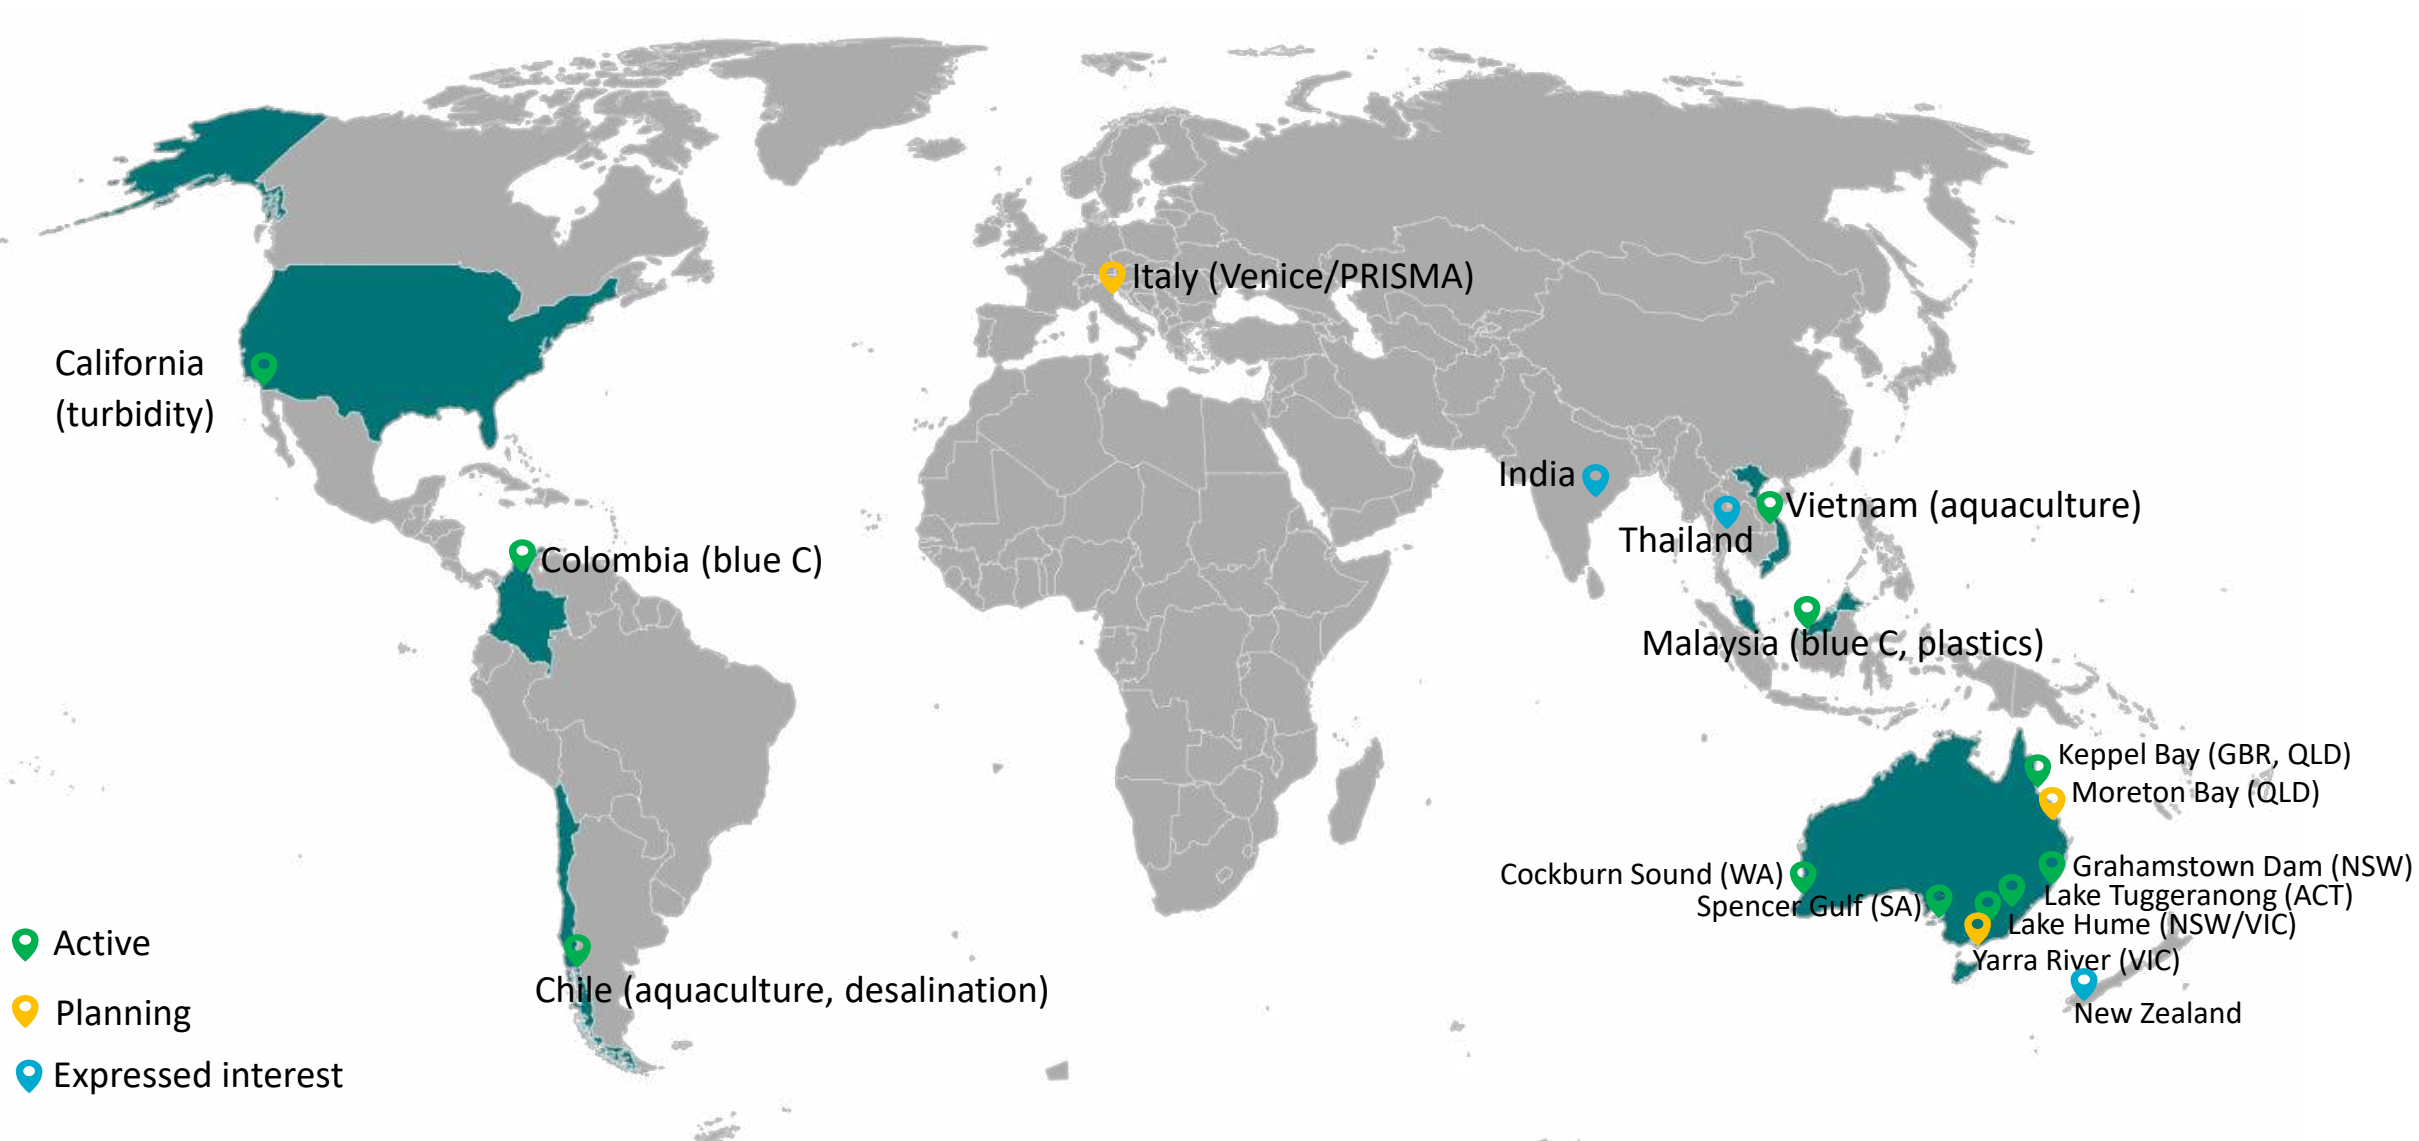 Italy (Venice/PRISMA)
California
(turbidity)
India
Vietnam (aquaculture)
Thailand
Colombia (blue C)
Malaysia (blue C, plastics)
Keppel Bay (GBR, QLD)
Moreton Bay (QLD)
Grahamstown Dam (NSW)
Cockburn Sound (WA)
Lake Tuggeranong (ACT)
Spencer Gulf (SA)
Lake Hume (NSW/VIC)
Yarra River (VIC)
New Zealand
Chile (aquaculture, desalination)
Active
Planning
Expressed interest